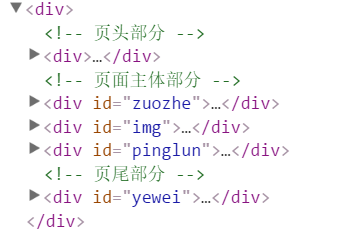 ▼<div>
<!-- 页头部分 -->
▶<div>…</div>
<!-- 页面主体部分 -->
▶<div id="zuozhe">…</div>
▶<div id="img">…</div>
▶<div id="pinglun">…</div>
<!-- 页尾部分 -->
▶<div id="yewei">…</div>
</div>